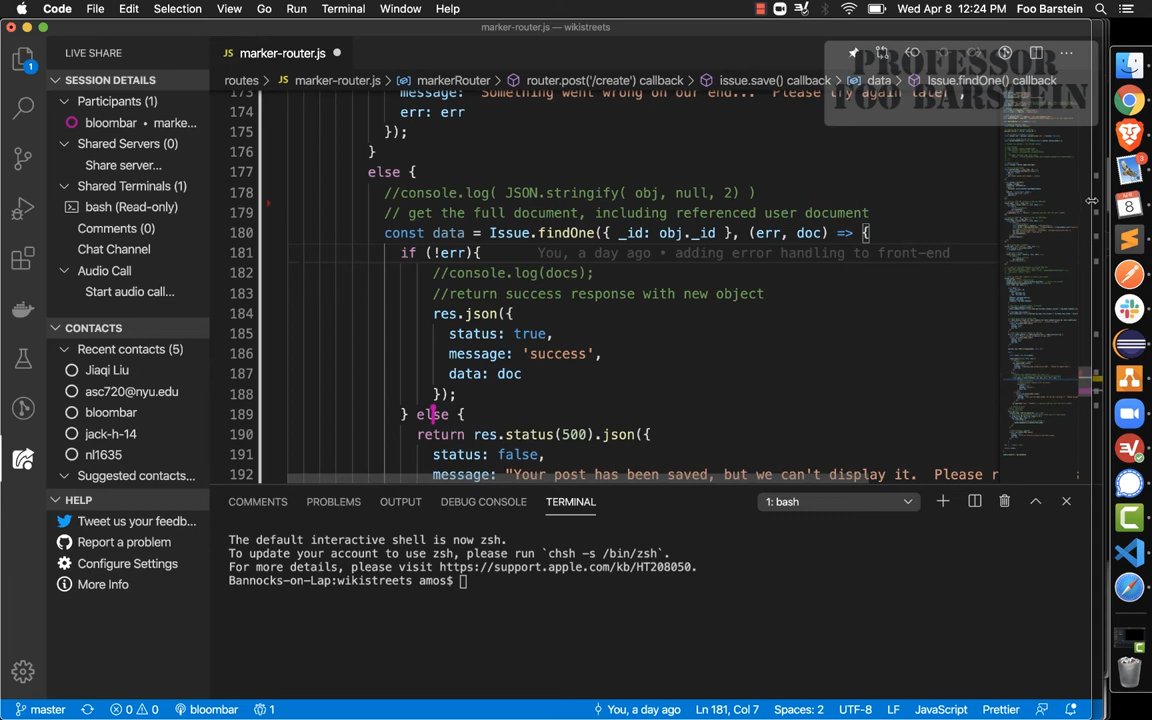 Code File Edit Selection View Go Run Terminal Window Help Wed Apr 8 12:24 PM Foo Barstein
marker-router.js — wikistreets
LIVE SHARE
SESSION DETAILS
Participants (1)
bloombar • marke...
Shared Servers (0)
Share server...
Shared Terminals (1)
bash (Read-only)
Comments (0)
Chat Channel
Audio Call
Start audio call...
CONTACTS
Recent contacts (5)
Jiaqi Liu
asc720@nyu.edu
bloombar
jack-h-14
nl1635
Suggested contacts...
HELP
Tweet us your feedb...
Report a problem
Configure Settings
More Info
1
JS marker-router.js
PROFESSOR
FOO BARSTEIN
routes > JS marker-router.js > markerRouter > router.post('/create') callback > issue.save() callback > data > Issue.findOne() callback
173 message: "Something went wrong on our end... Please try again later",
174 err: err
175 });
176 }
177 else {
178 //console.log( JSON.stringify( obj, null, 2) )
179 // get the full document, including referenced user document
180 const data = Issue.findOne({ _id: obj._id }, (err, doc) => {
181 if (!err){ You, a day ago • adding error handling to front-end
182 //console.log(docs);
183 //return success response with new object
184 res.json({
185 status: true,
186 message: 'success',
187 data: doc
188 });
189 } else {
190 return res.status(500).json({
191 status: false,
192 message: "Your post has been saved, but we can't display it. Please r
COMMENTS PROBLEMS OUTPUT DEBUG CONSOLE TERMINAL 1: bash
The default interactive shell is now zsh.
To update your account to use zsh, please run `chsh -s /bin/zsh`.
For more details, please visit https://support.apple.com/kb/HT208050.
Bannocks-on-Lap:wikistreets amos$
3
APR
8
master 0 0 bloombar 1 You, a day ago Ln 181, Col 7 Spaces: 2 UTF-8 LF JavaScript Prettier